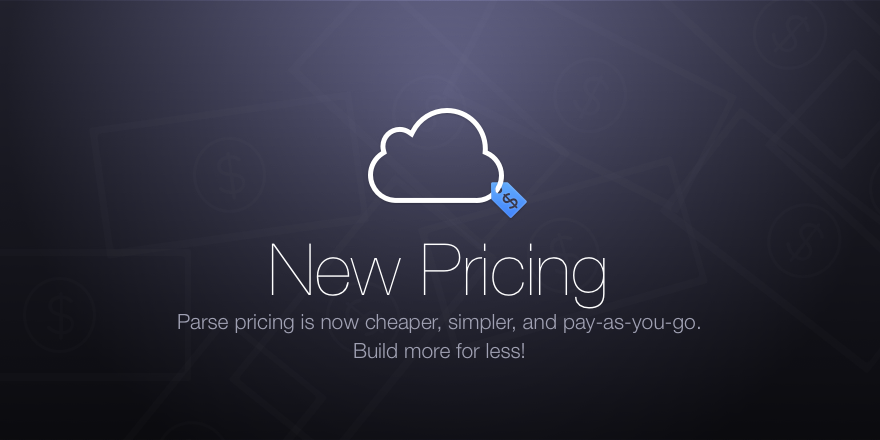 $
New Pricing
Parse pricing is now cheaper, simpler, and pay-as-you-go.
Build more for less!